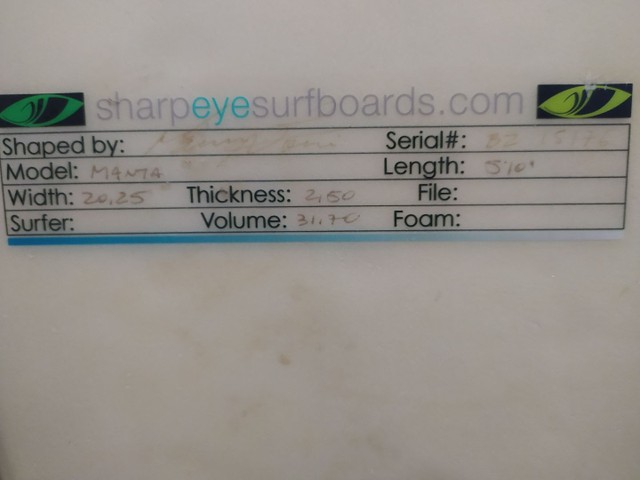 sharpeyesurfboards.com
Shaped by: Serial#: BZ
Model: MANTA Length: 5'10"
Width: 20,25 Thickness: 2,50 File:
Surfer: Volume: 31.70 Foam: